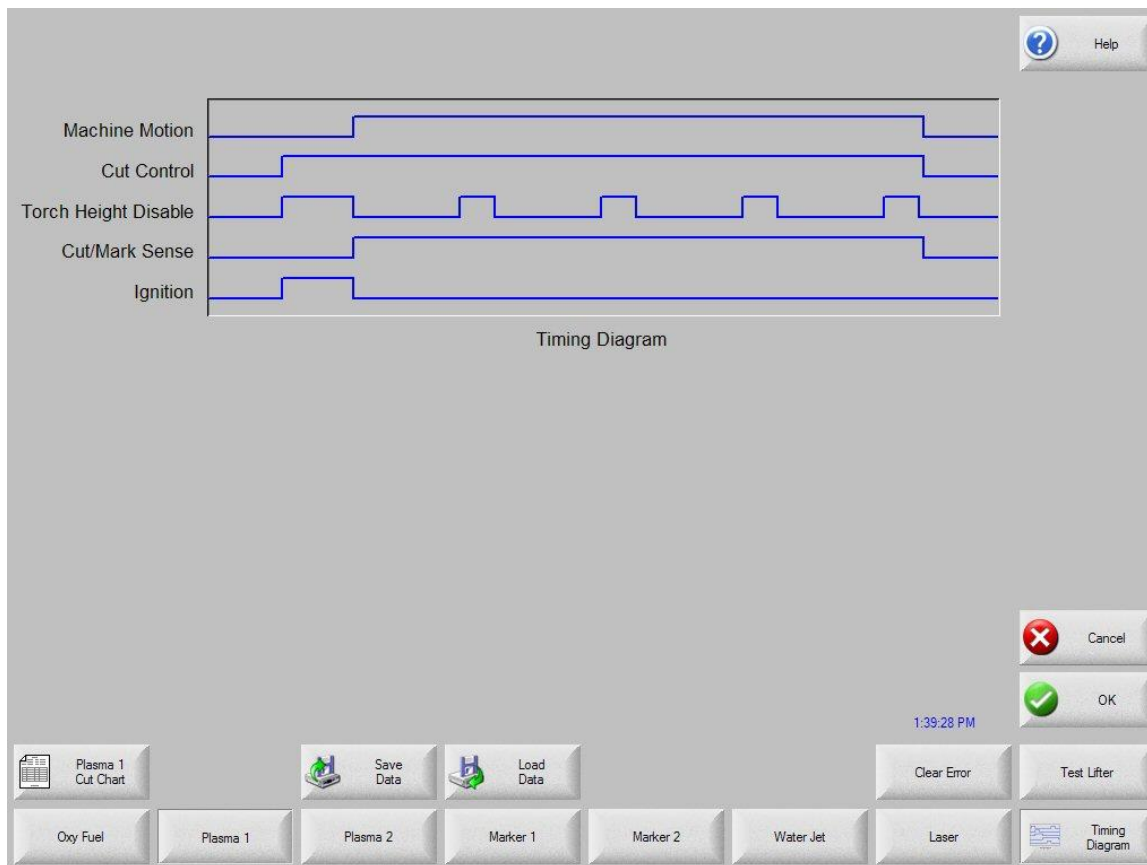 Help
Machine Motion
Cut Control
Torch Height Disable
Cut/Mark Sense
Ignition
Timing Diagram
Cancel
OK
1:39:28 PM
Plasma 1
Cut Chart
Save
Data
Load
Data
Clear Error
Test Lifter
Oxy Fuel
Plasma 1
Plasma 2
Marker 1
Marker 2
Water Jet
Laser
Timing
Diagram